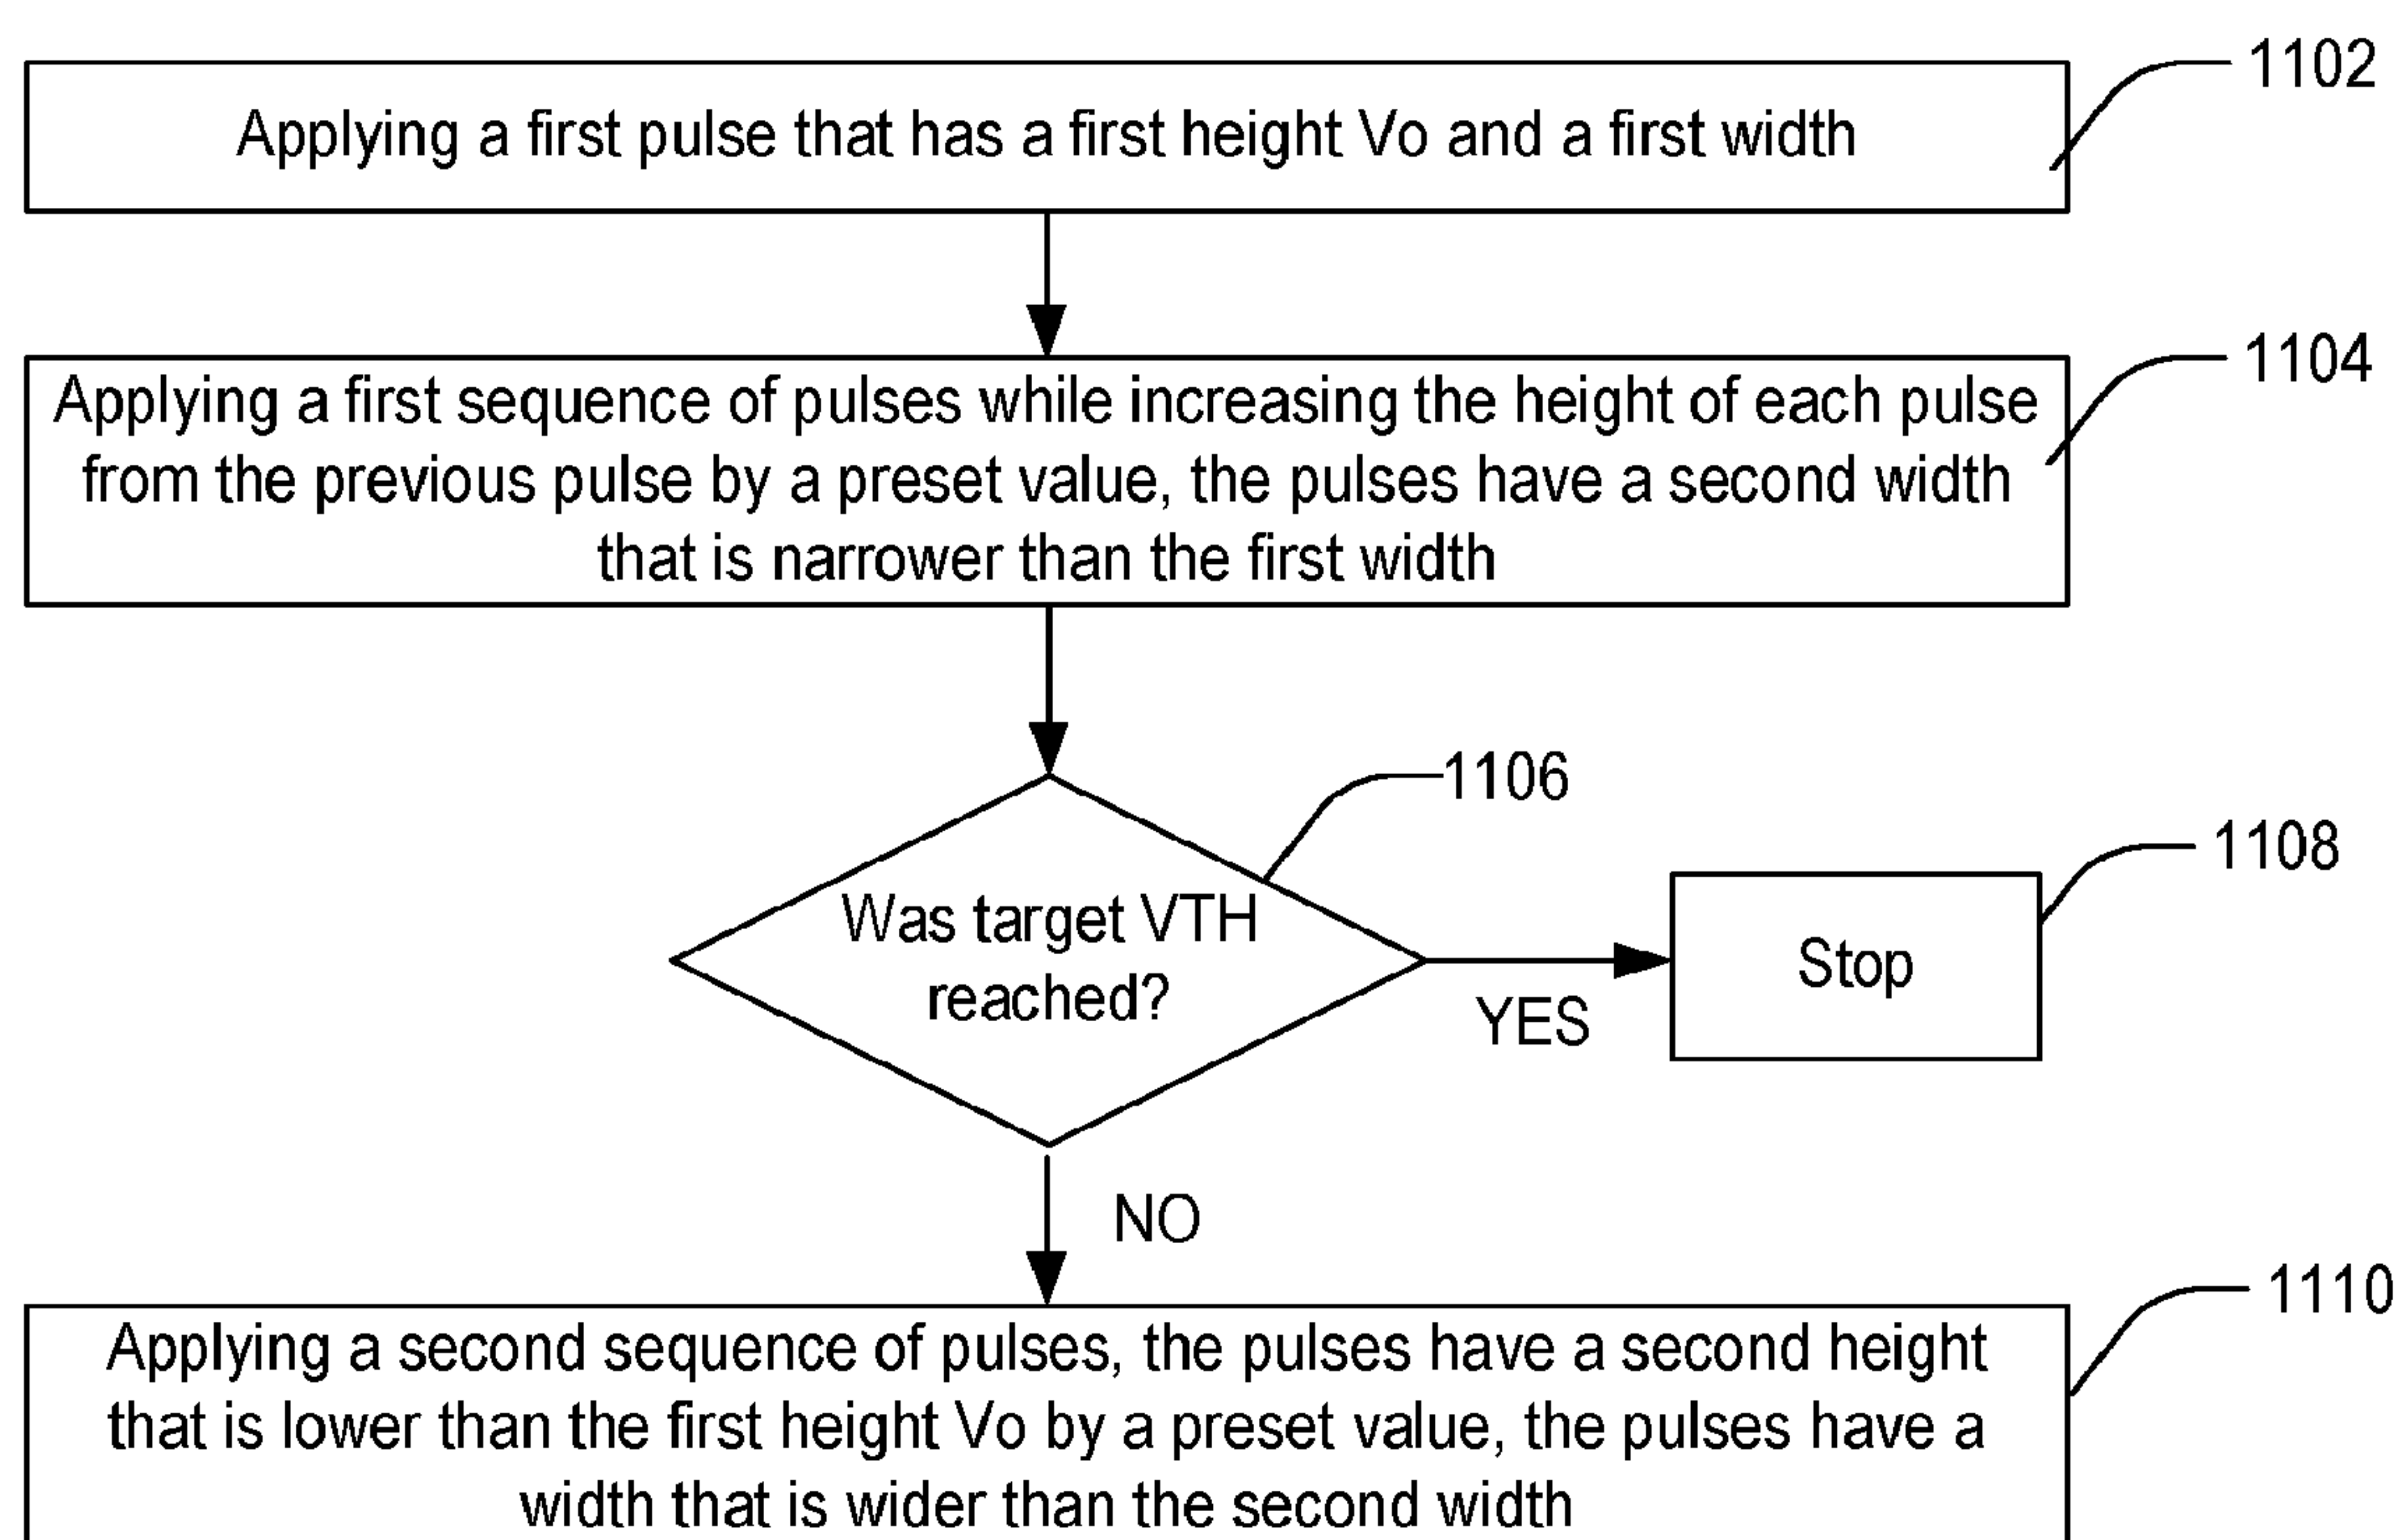 1102
Applying a first pulse that has a first height Vo and a first width
1104
Applying a first sequence of pulses while increasing the height of each pulse
from the previous pulse by a preset value, the pulses have a second width
that is narrower than the first width
1106
Was target VTH
reached?
1108
Stop
YES
NO
1110
Applying a second sequence of pulses, the pulses have a second height
that is lower than the first height Vo by a preset value, the pulses have a
width that is wider than the second width